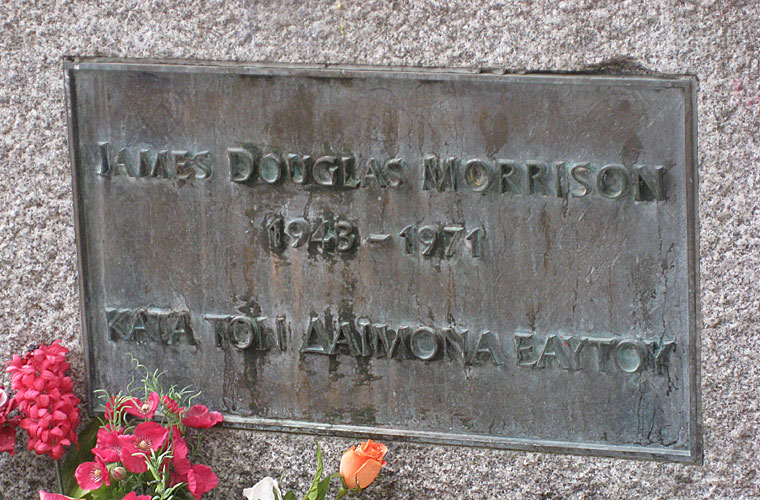 JAMES DOUGLAS MORRISON
1943 – 1971
ΚΑΤΑ ΤΟΝ ΔΑΙΜΟΝΑ ΕΑΥΤΟΥ